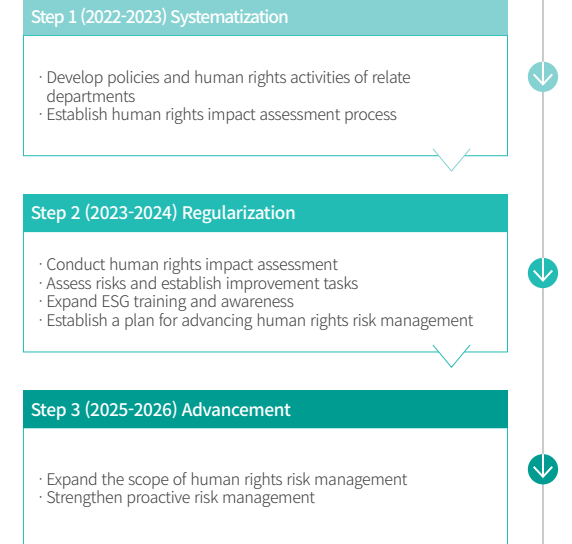 Step 1 (2022-2023) Systematization
· Develop policies and human rights activities of relate
departments
· Establish human rights impact assessment process
Step 2 (2023-2024) Regularization
· Conduct human rights impact assessment
· Assess risks and establish improvement tasks
· Expand ESG training and awareness
· Establish a plan for advancing human rights risk management
Step 3 (2025-2026) Advancement
· Expand the scope of human rights risk management
· Strengthen proactive risk management